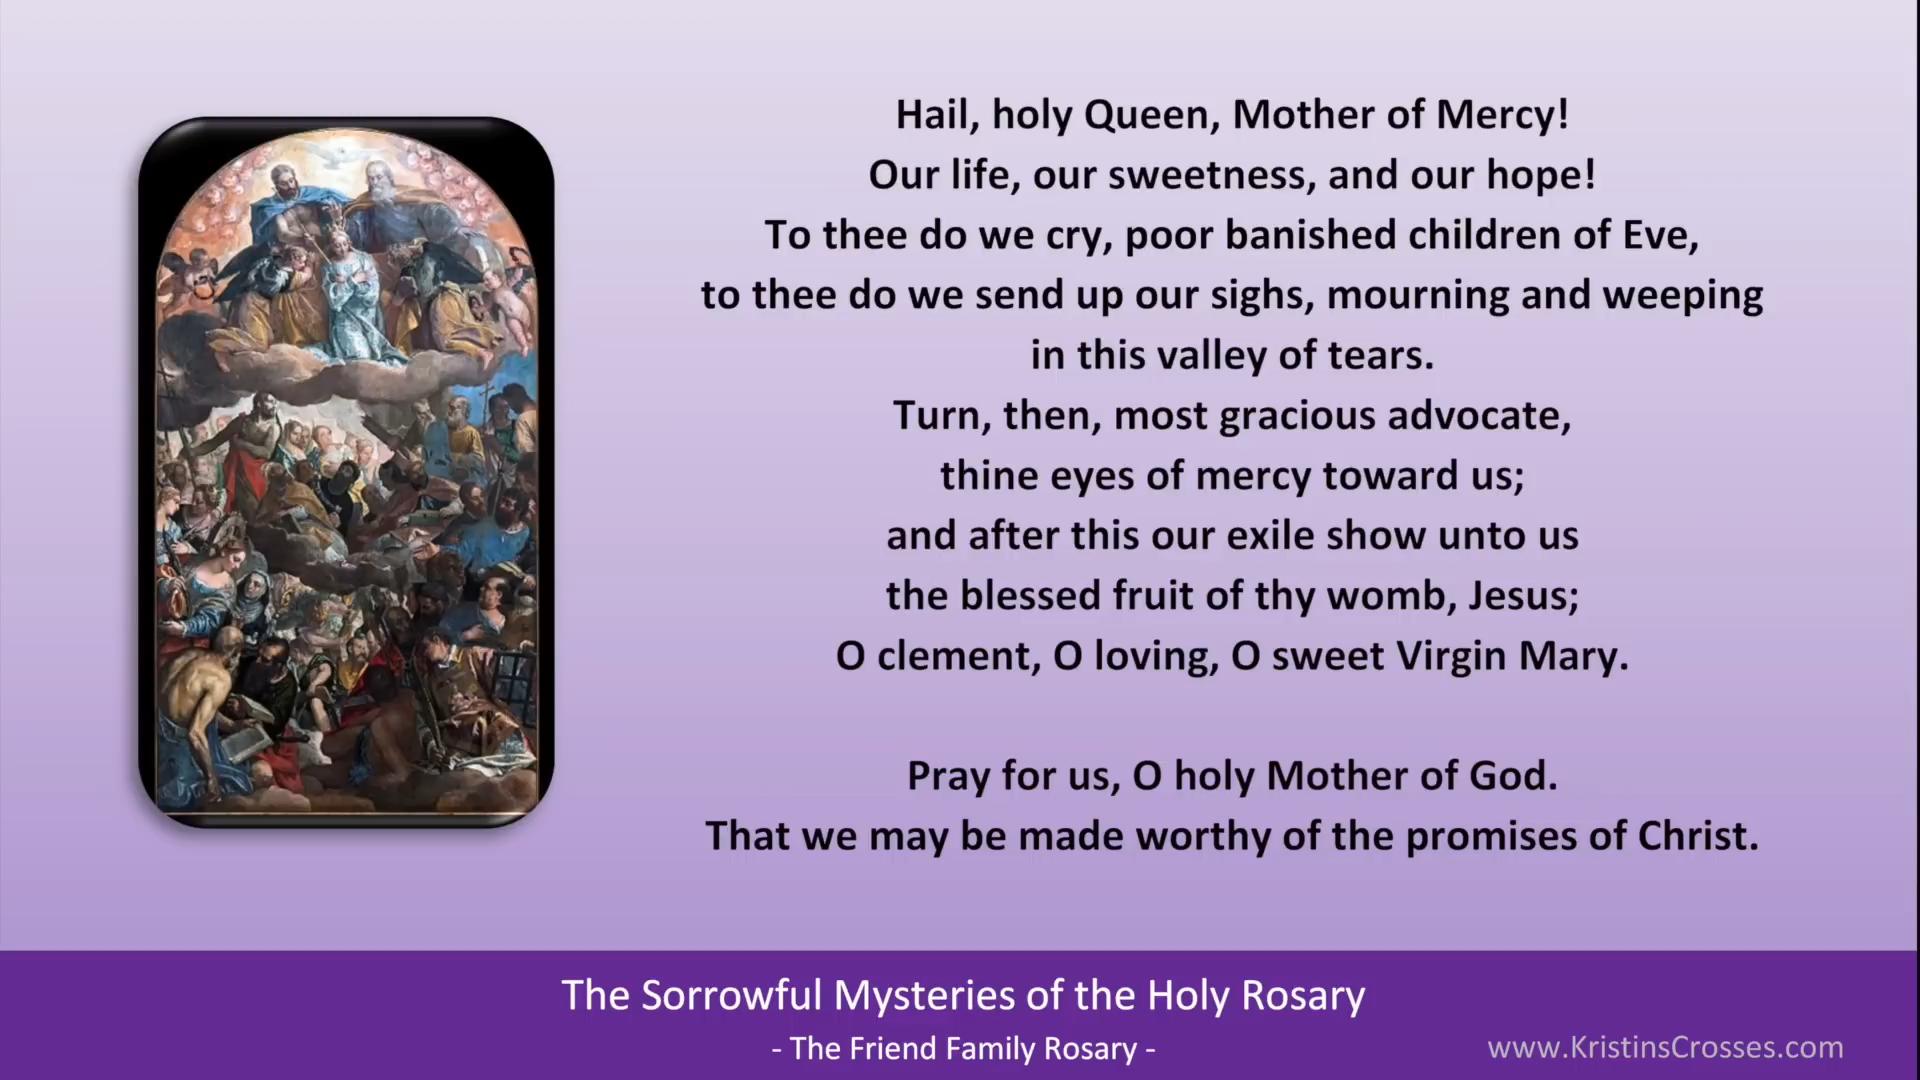 Hail, holy Queen, Mother of Mercy!
Our life, our sweetness, and our hope!
To thee do we cry, poor banished children of Eve,
to thee do we send up our sighs, mourning and weeping
in this valley of tears.
Turn, then, most gracious advocate,
thine eyes of mercy toward us;
and after this our exile show unto us
the blessed fruit of thy womb, Jesus;
O clement, O loving, O sweet Virgin Mary.
Pray for us, O holy Mother of God.
That we may be made worthy of the promises of Christ.
The Sorrowful Mysteries of the Holy Rosary
- The Friend Family Rosary -
www.KristinsCrosses.com